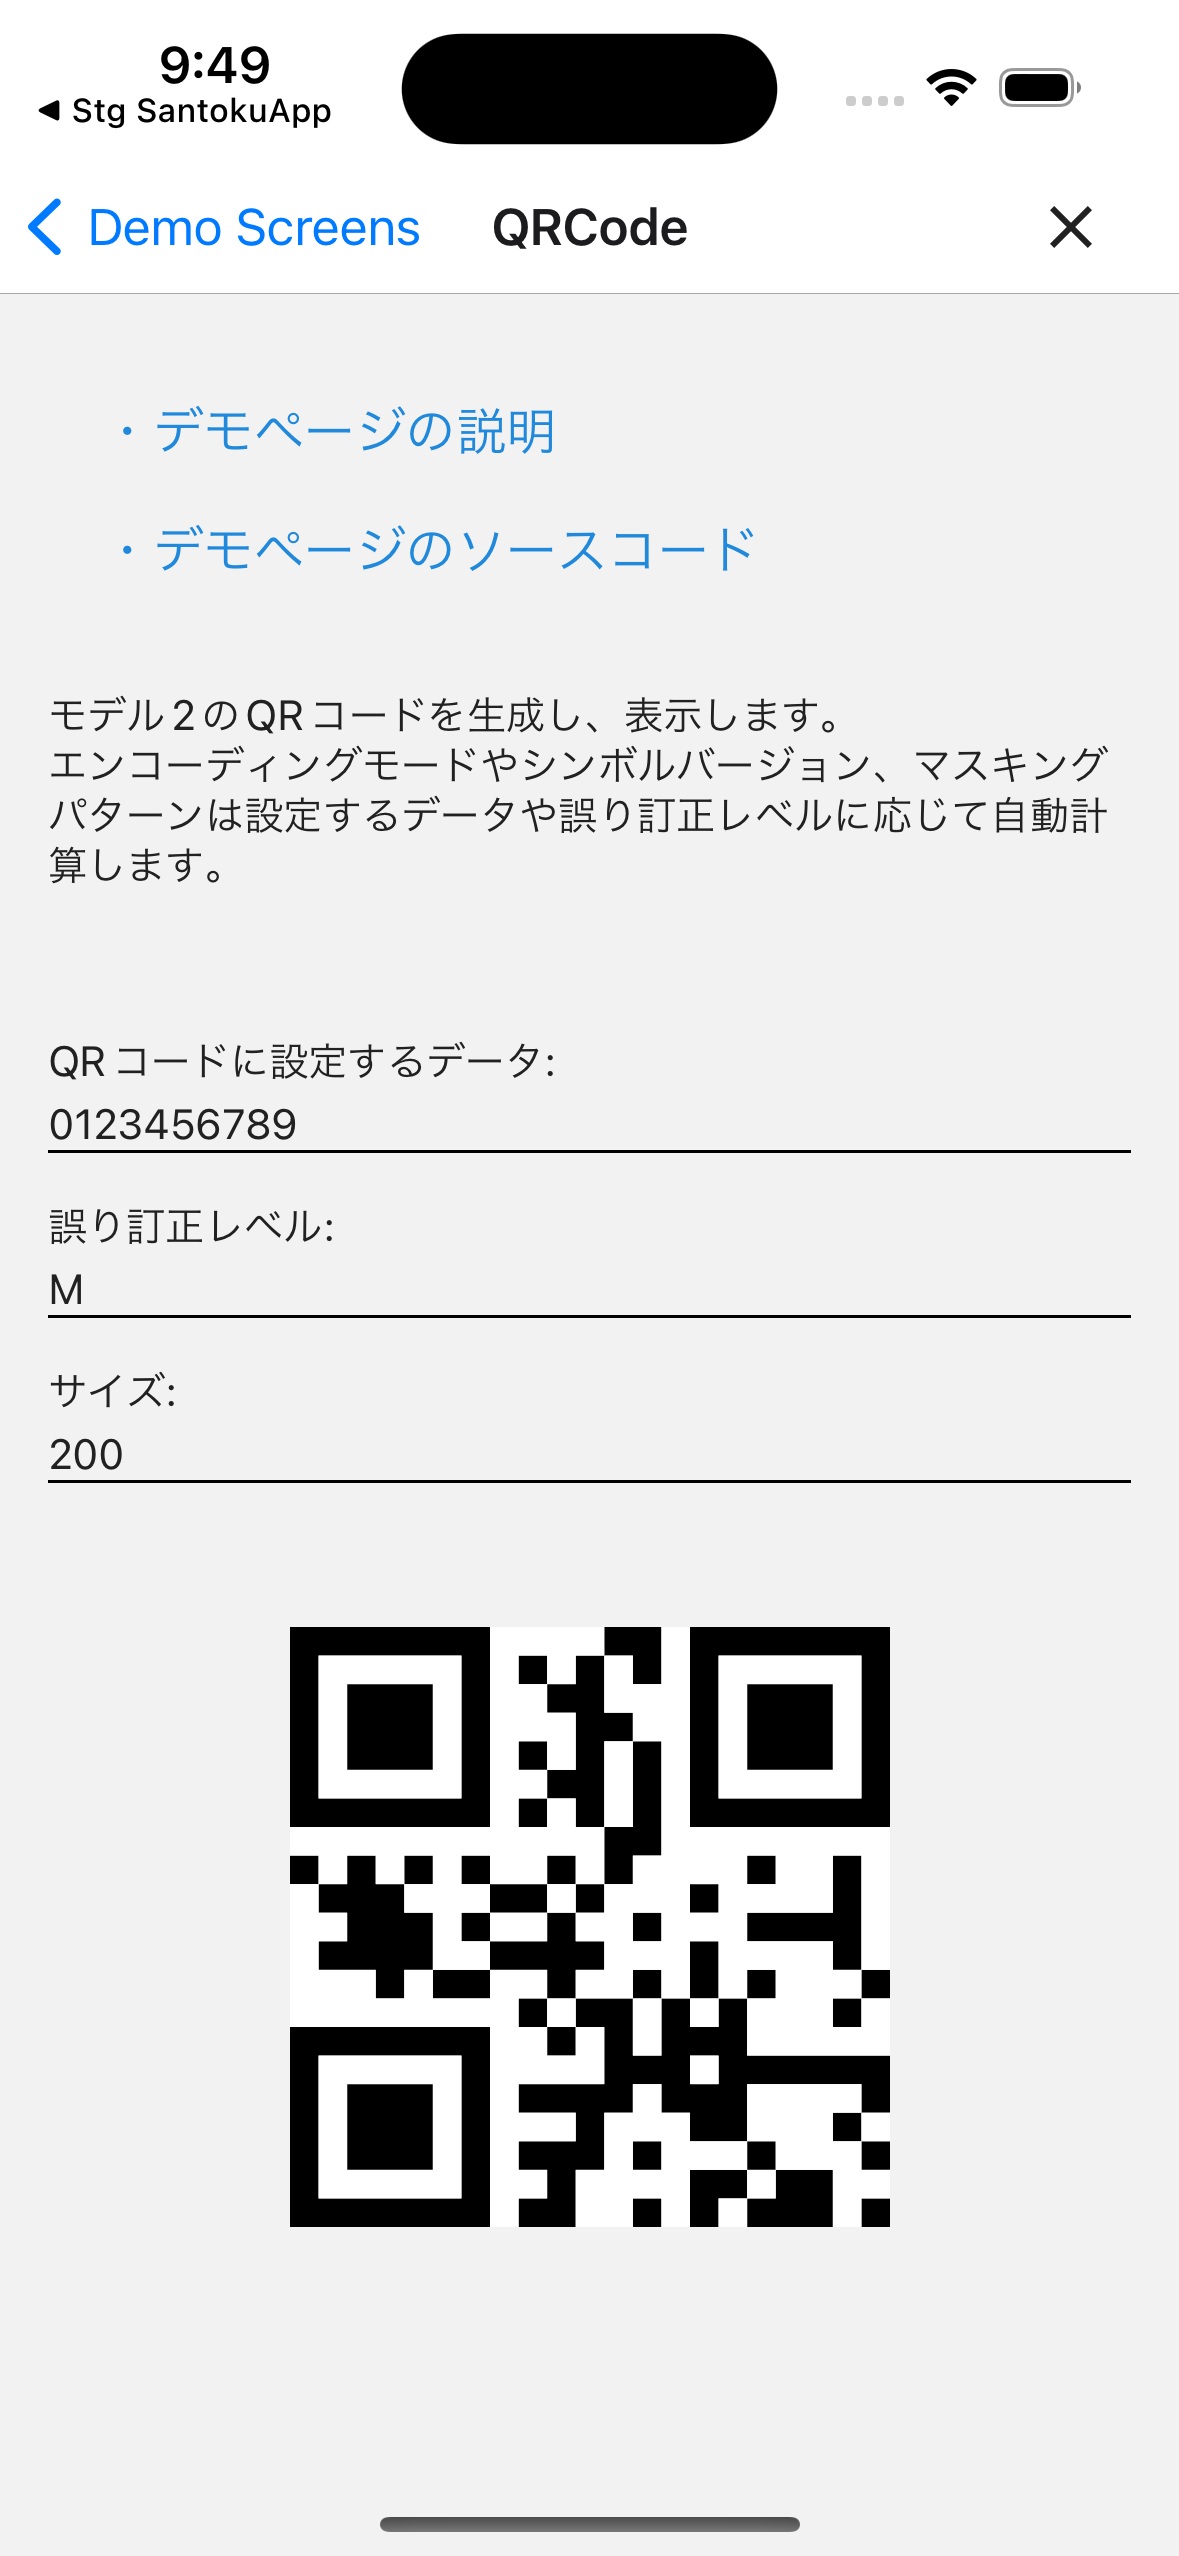 9:49
◀ Stg SantokuApp
Demo Screens
QRCode
・デモページの説明
・デモページのソースコード
モデル2のQRコードを生成し、表示します。
エンコーディングモードやシンボルバージョン、マスキング
パターンは設定するデータや誤り訂正レベルに応じて自動計
算します。
QRコードに設定するデータ:
0123456789
誤り訂正レベル:
M
サイズ:
200